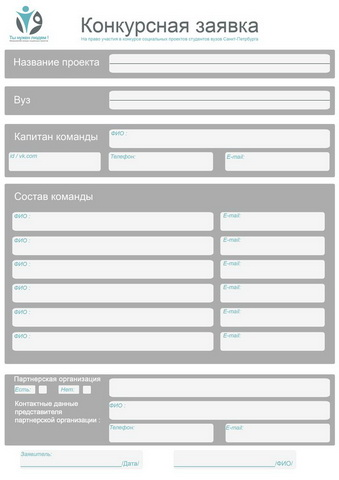 Ты нужен людям !
Конкурсная заявка
На право участия в конкурсе социальных проектов студентов вузов Санкт-Петербурга
Название проекта
Вуз
Капитан команды
ФИО :
id / vk.com
Телефон:
E-mail:
Состав команды
ФИО :
E-mail:
ФИО :
E-mail:
ФИО :
E-mail:
ФИО :
E-mail:
ФИО :
E-mail:
ФИО :
E-mail:
Партнерская организация
Есть:
Нет:
Контактные данные
представителя
партнерской организации :
ФИО :
Телефон:
E-mail:
Заявитель:
/Дата/
/ФИО/